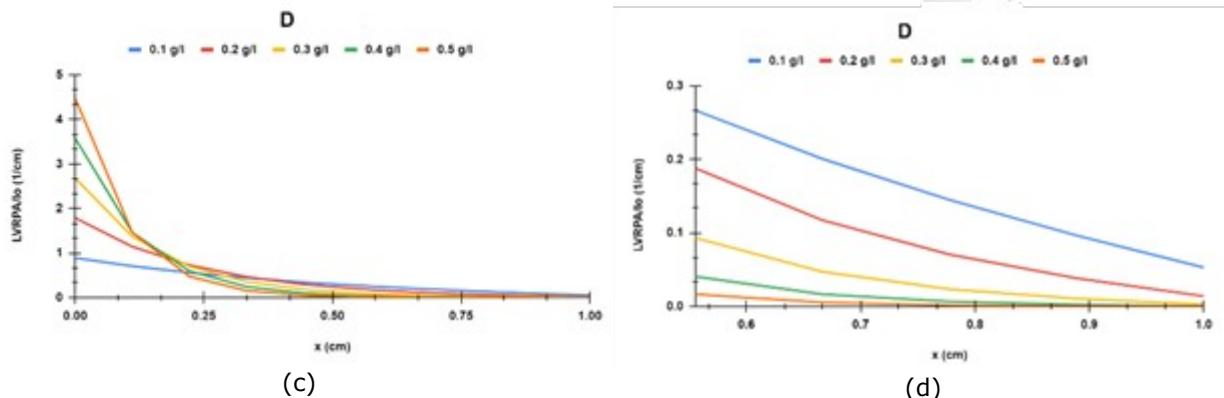 D
0.1 g/l 0.2 g/l 0.3 g/l 0.4 g/l 0.5 g/l
5
4
3
2
1
0
LVRPA/Io (1/cm)
0.00 0.25 0.50 0.75 1.00
x (cm)
(c)
D
0.1 g/l 0.2 g/l 0.3 g/l 0.4 g/l 0.5 g/l
0.3
0.2
0.1
0.0
LVRPA/Io (1/cm)
0.6 0.7 0.8 0.9 1.0
x (cm)
(d)